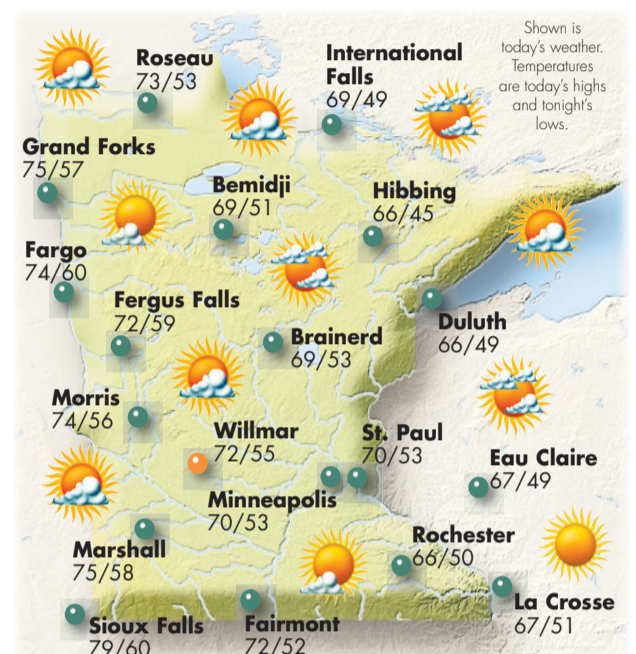 Shown is
today's weather.
Temperatures
are today's highs
and tonight's
lows.
Roseau
73/53
International
Falls
69/49
Grand Forks
75/57
Bemidji
69/51
Hibbing
66/45
Fargo
74/60
Fergus Falls
72/59
Brainerd
69/53
Duluth
66/49
Morris
74/56
Willmar
72/55
St. Paul
70/53
Eau Claire
67/49
Minneapolis
70/53
Marshall
75/58
Rochester
66/50
La Crosse
67/51
Sioux Falls
79/60
Fairmont
72/52